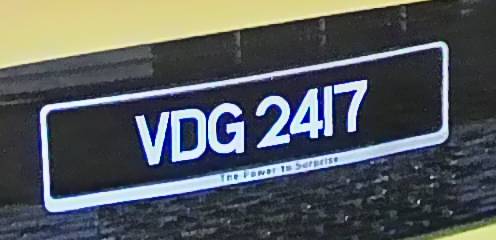 VDG 2417
The Power to Surprise